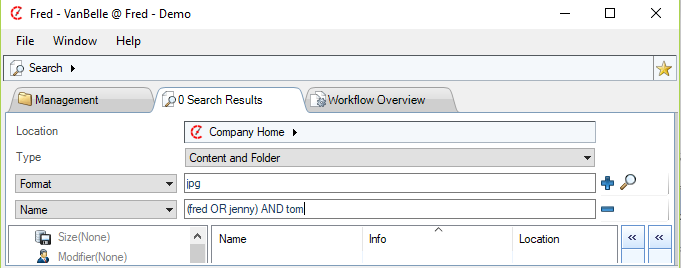 Fred - VanBelle @ Fred - Demo
File Window Help
Search
Management 0 Search Results Workflow Overview
Location Company Home
Type Content and Folder
Format jpg
Name (fred OR jenny) AND tom
Size(None) Name Info Location
Modifier(None)